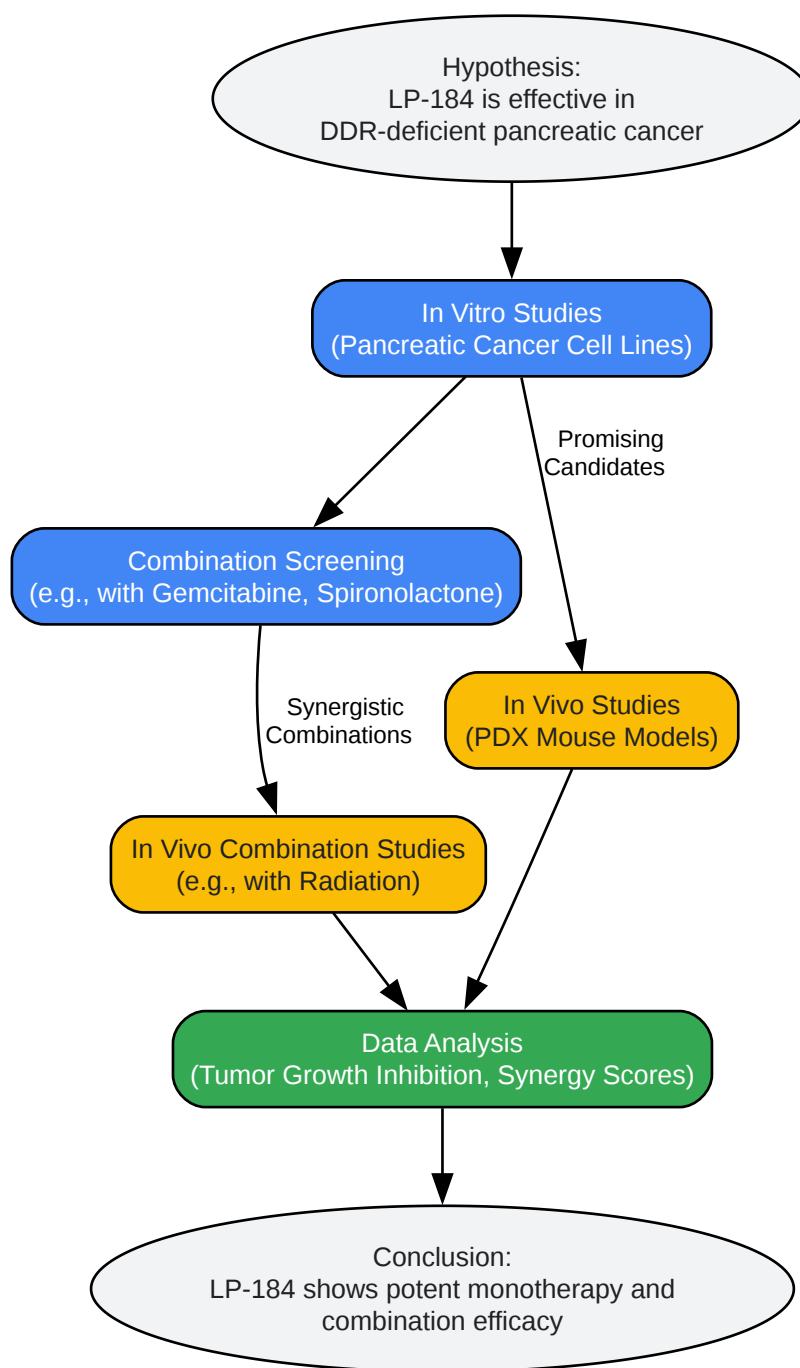 Hypothesis:
LP-184 is effective in
DDR-deficient pancreatic cancer
In Vitro Studies
(Pancreatic Cancer Cell Lines)
Promising
Candidates
Combination Screening
(e.g., with Gemcitabine, Spironolactone)
Synergistic
Combinations
In Vivo Studies
(PDX Mouse Models)
In Vivo Combination Studies
(e.g., with Radiation)
Data Analysis
(Tumor Growth Inhibition, Synergy Scores)
Conclusion:
LP-184 shows potent monotherapy and
combination efficacy